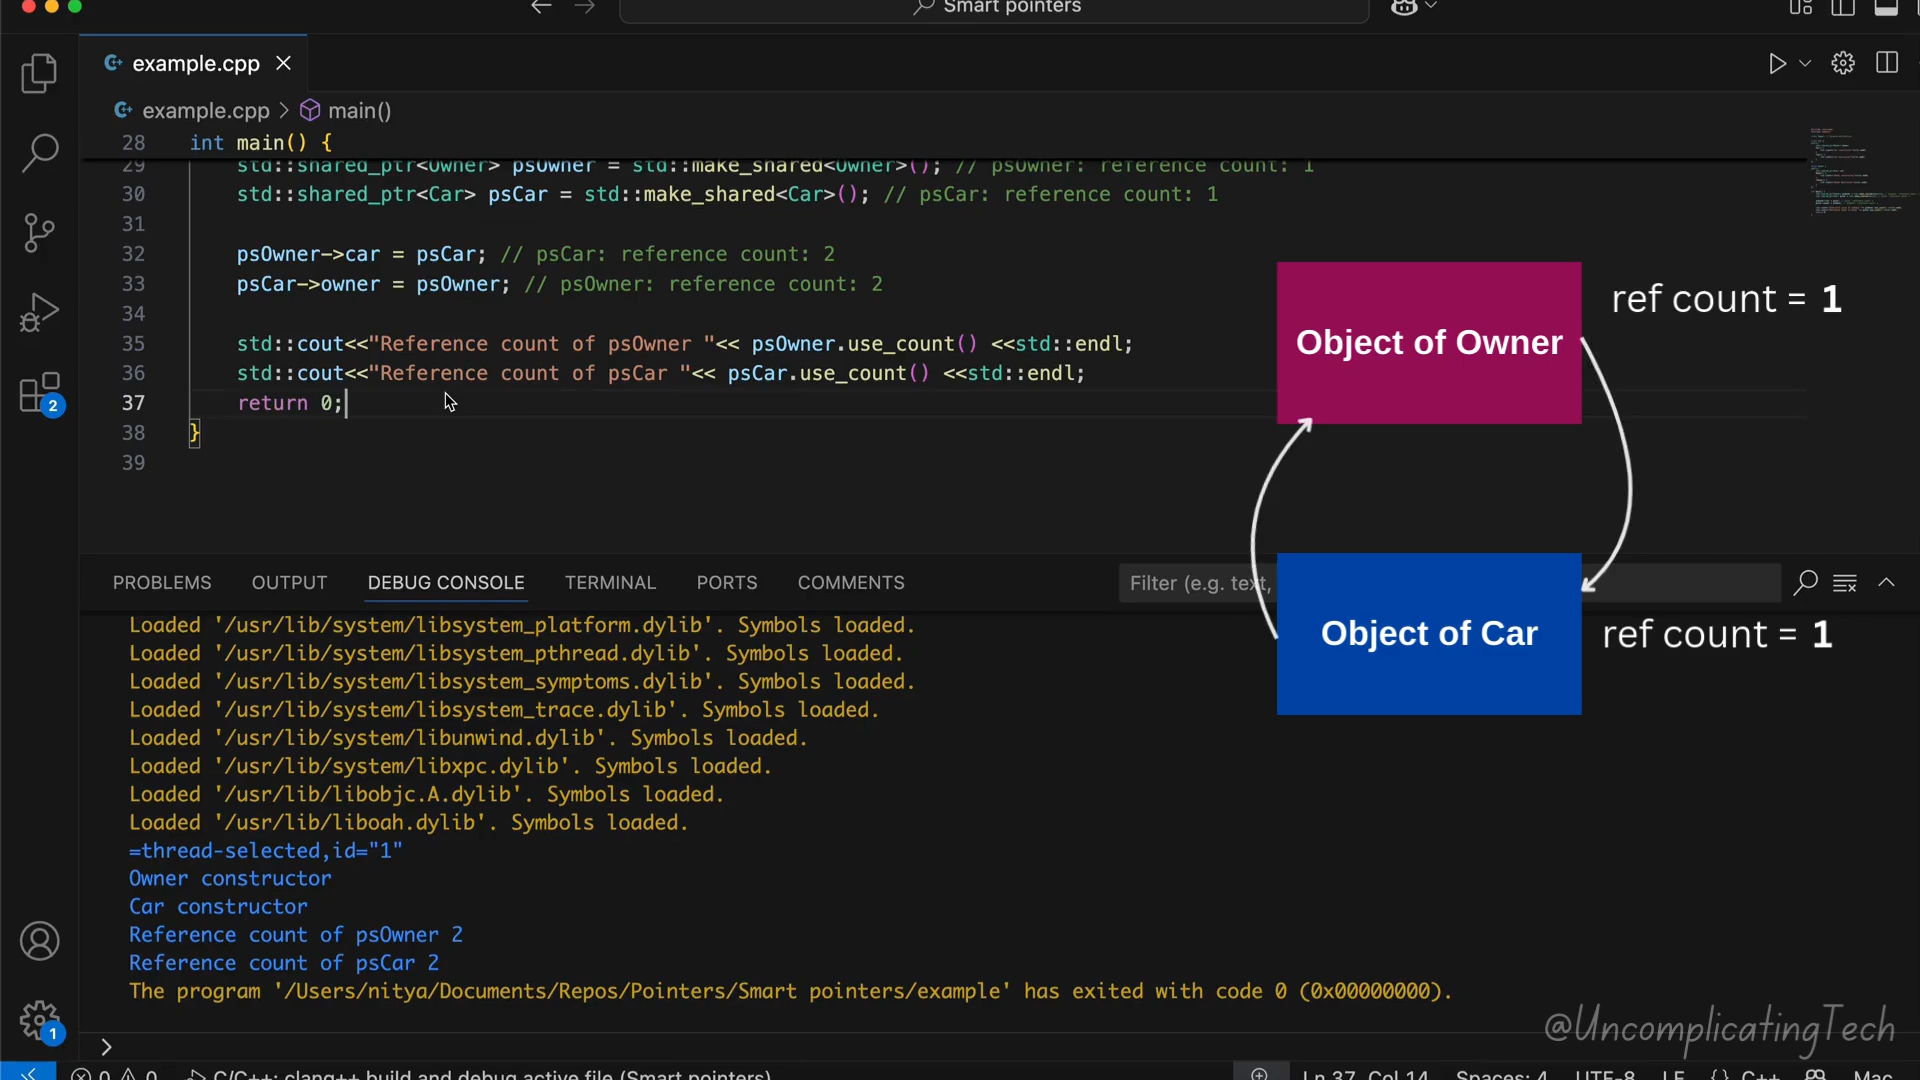 Smart pointers
example.cpp
example.cpp > main()
28 int main() {
29 std::shared_ptr<Owner> psOwner = std::make_shared<Owner>(); // psOwner: reference count: 1
30 std::shared_ptr<Car> psCar = std::make_shared<Car>(); // psCar: reference count: 1
31
32 psOwner->car = psCar; // psCar: reference count: 2
33 psCar->owner = psOwner; // psOwner: reference count: 2
34
35 std::cout<<"Reference count of psOwner "<< psOwner.use_count() <<std::endl;
36 std::cout<<"Reference count of psCar "<< psCar.use_count() <<std::endl;
37 return 0;
38 }
39
Object of Owner
ref count = 1
Object of Car
ref count = 1
2
PROBLEMS OUTPUT DEBUG CONSOLE TERMINAL PORTS COMMENTS
Filter (e.g. text,
Loaded '/usr/lib/system/libsystem_platform.dylib'. Symbols loaded.
Loaded '/usr/lib/system/libsystem_pthread.dylib'. Symbols loaded.
Loaded '/usr/lib/system/libsystem_symptoms.dylib'. Symbols loaded.
Loaded '/usr/lib/system/libsystem_trace.dylib'. Symbols loaded.
Loaded '/usr/lib/system/libunwind.dylib'. Symbols loaded.
Loaded '/usr/lib/system/libxpc.dylib'. Symbols loaded.
Loaded '/usr/lib/libobjc.A.dylib'. Symbols loaded.
Loaded '/usr/lib/liboah.dylib'. Symbols loaded.
=thread-selected,id="1"
Owner constructor
Car constructor
Reference count of psOwner 2
Reference count of psCar 2
The program '/Users/nitya/Documents/Repos/Pointers/Smart pointers/example' has exited with code 0 (0x00000000).
1
@UncomplicatingTech
>
0 0 C/C++: clang++ build and debug active file (Smart pointers) Ln 37, Col 14 Spaces: 4 UTF-8 LF {} C++ Mac